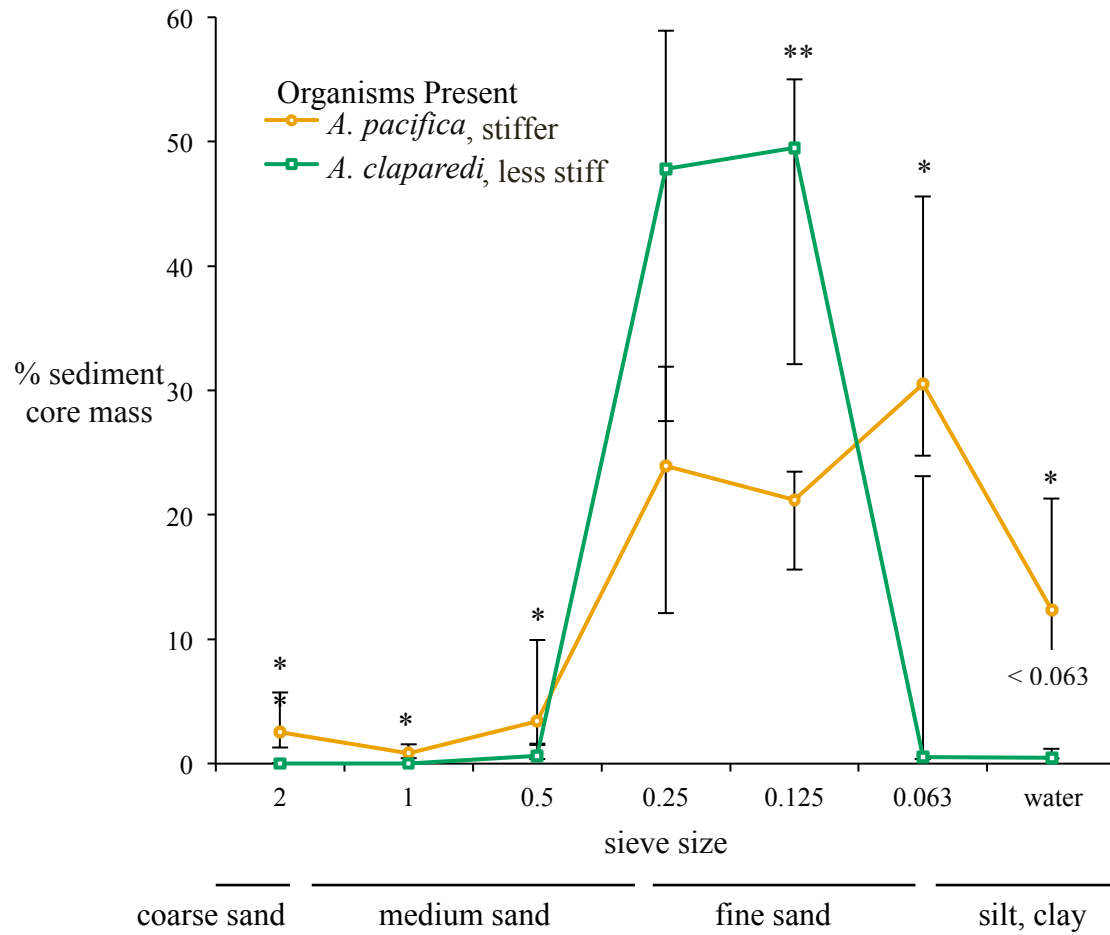 60
50
40
30
20
10
0
% sediment
core mass
Organisms Present
A. pacifica, stiffer
A. claparedi, less stiff
*
*
*
*
**
*
*
< 0.063
2 1 0.5 0.25 0.125 0.063 water
sieve size
coarse sand medium sand fine sand silt, clay